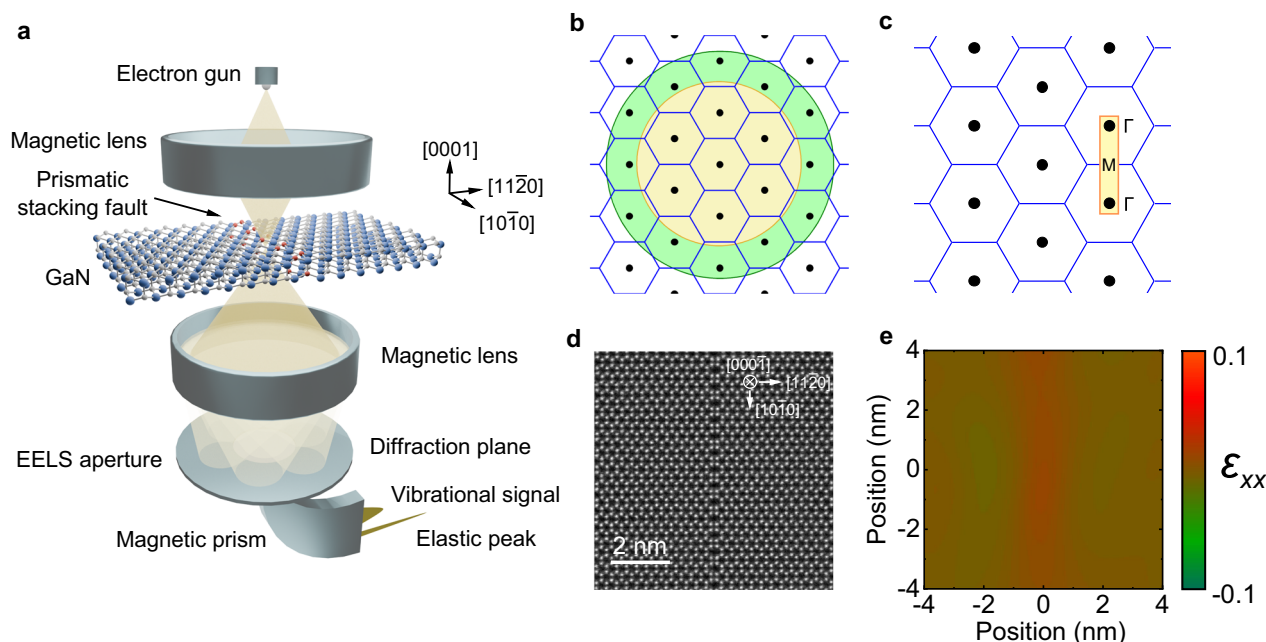 a
Electron gun
Magnetic lens
Prismatic
stacking fault
[0001]
[112̄0]
[101̄0]
GaN
Magnetic lens
EELS aperture
Diffraction plane
Vibrational signal
Magnetic prism
Elastic peak
b
c
Γ
M
Γ
d
[0001̄]
[112̄0]
[101̄0]
2 nm
e
4
2
0
-2
-4
Position (nm)
-4 -2 0 2 4
Position (nm)
0.1
εxx
-0.1